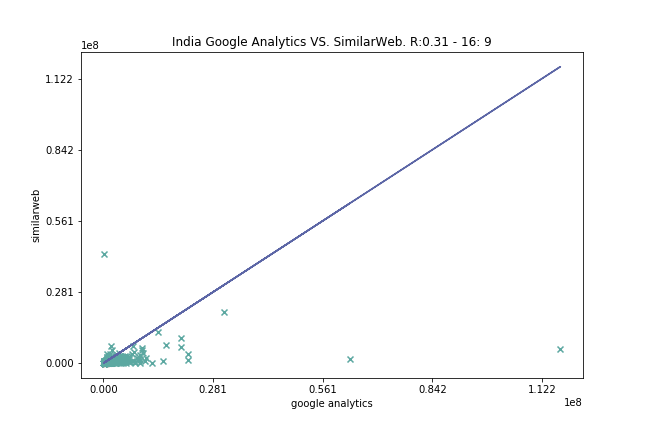 India Google Analytics VS. SimilarWeb. R:0.31 - 16: 9
1e8
1.122
0.842
0.561
0.281
0.000
similarweb
0.000 0.281 0.561 0.842 1.122
google analytics
1e8